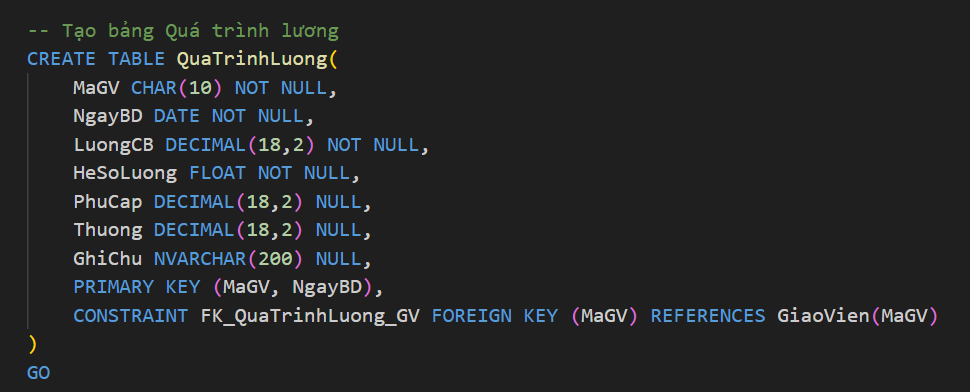 -- Tạo bảng Quá trình lương
CREATE TABLE QuaTrinhLuong(
    MaGV CHAR(10) NOT NULL,
    NgayBD DATE NOT NULL,
    LuongCB DECIMAL(18,2) NOT NULL,
    HeSoLuong FLOAT NOT NULL,
    PhuCap DECIMAL(18,2) NULL,
    Thuong DECIMAL(18,2) NULL,
    GhiChu NVARCHAR(200) NULL,
    PRIMARY KEY (MaGV, NgayBD),
    CONSTRAINT FK_QuaTrinhLuong_GV FOREIGN KEY (MaGV) REFERENCES GiaoVien(MaGV)
)
GO